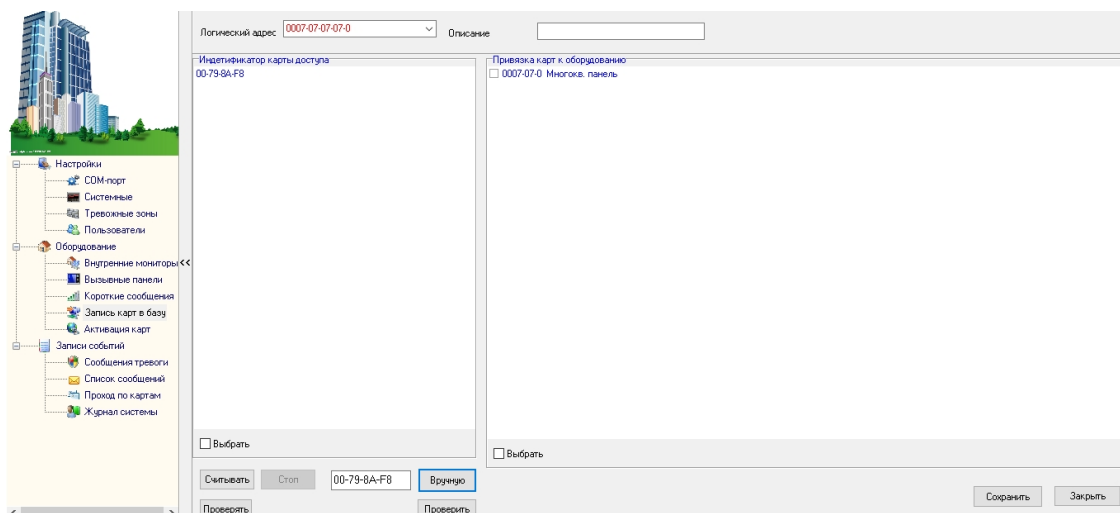 Логический адрес 0007-07-07-07-0 Описание
Индетификатор карты доступа
00-79-8A-F8
Привязка карт к оборудованию
0007-07-0 Многокв. панель
Настройки
COM-порт
Системные
Тревожные зоны
Пользователи
Оборудование
Внутренние мониторы <<
Вызывные панели
Короткие сообщения
Запись карт в базу
Активация карт
Записи событий
Сообщения тревоги
Список сообщений
Проход по картам
Журнал системы
Выбрать
Выбрать
Считывать Стоп 00-79-8A-F8 Вручную
Проверять Проверить
Сохранить Закрыть